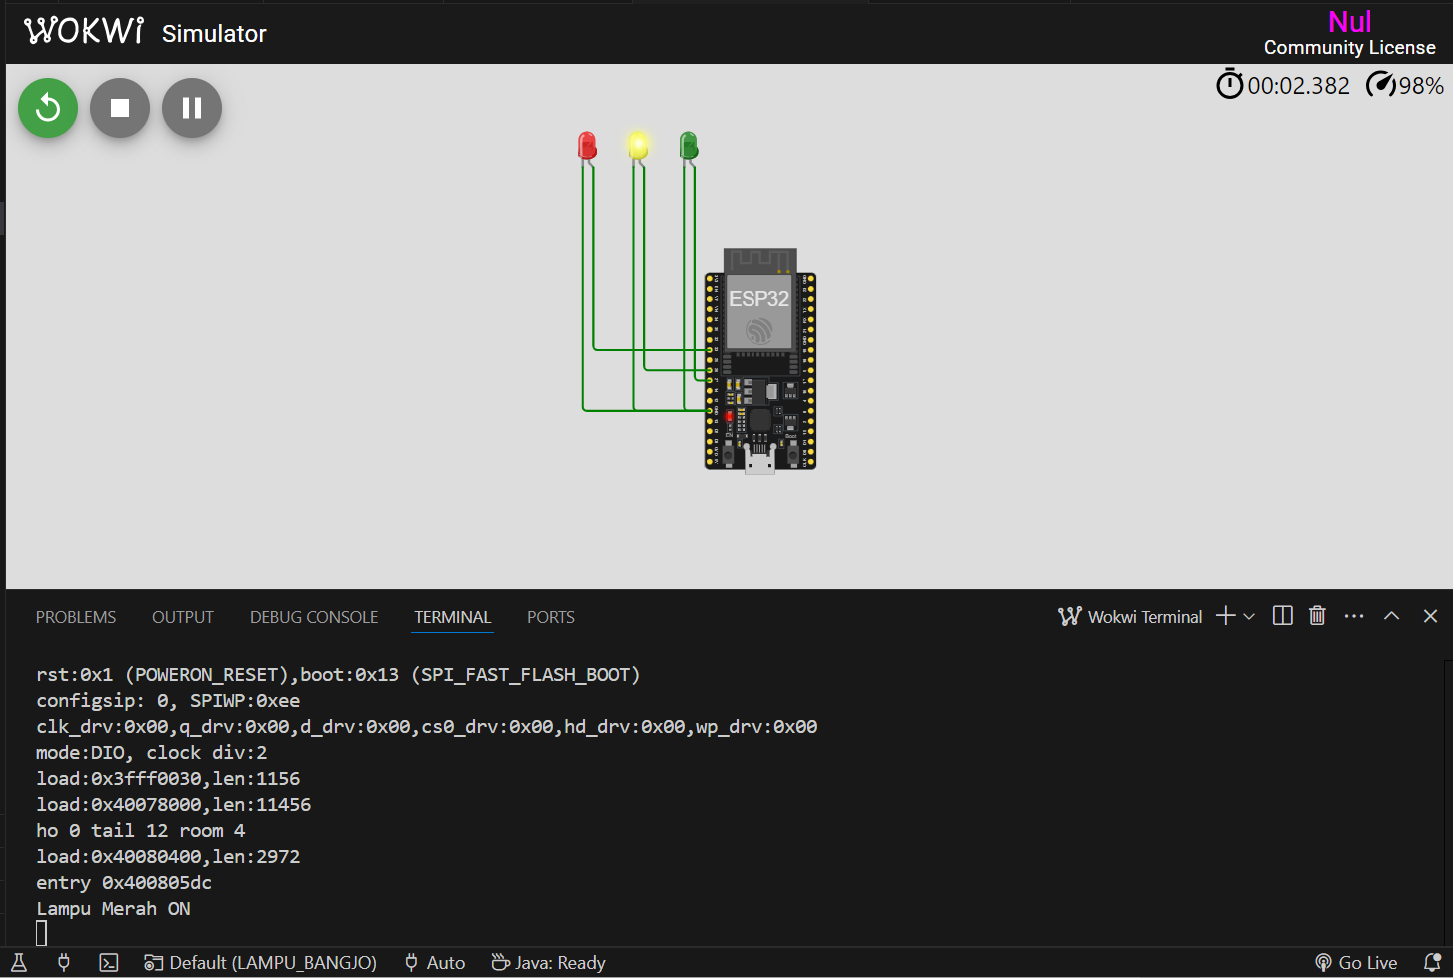 WOKWi Simulator
Nul
Community License
00:02.382 98%
ESP32
EN
Boot
PROBLEMS OUTPUT DEBUG CONSOLE TERMINAL PORTS
Wokwi Terminal
rst:0x1 (POWERON_RESET),boot:0x13 (SPI_FAST_FLASH_BOOT)
configsip: 0, SPIWP:0xee
clk_drv:0x00,q_drv:0x00,d_drv:0x00,cs0_drv:0x00,hd_drv:0x00,wp_drv:0x00
mode:DIO, clock div:2
load:0x3fff0030,len:1156
load:0x40078000,len:11456
ho 0 tail 12 room 4
load:0x40080400,len:2972
entry 0x400805dc
Lampu Merah ON
Default (LAMPU_BANGJO) Auto Java: Ready Go Live